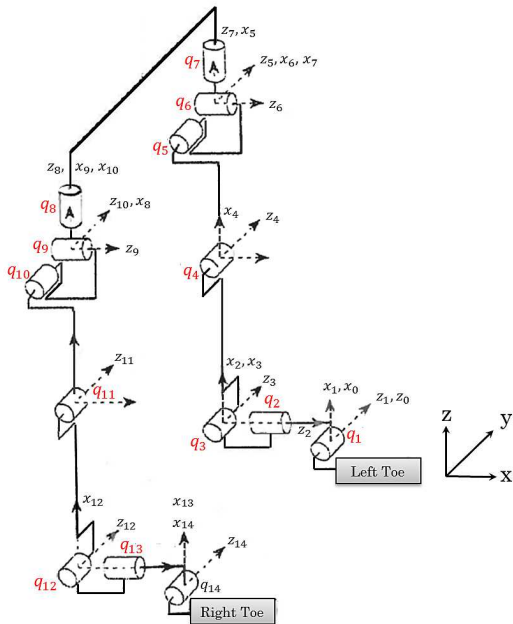 z₇, x₅
q₇
z₅, x₆, x₇
q₆
z₆
q₅
z₈, x₉, x₁₀
q₈
z₁₀, x₈
q₉
z₉
q₁₀
x₄
z₄
q₄
z₁₁
q₁₁
x₂, x₃
z₃
q₂
q₃
z₂
x₁, x₀
z₁, z₀
q₁
Left Toe
z
y
x
x₁₂
z₁₂
q₁₃
q₁₂
x₁₃
x₁₄
z₁₄
q₁₄
Right Toe